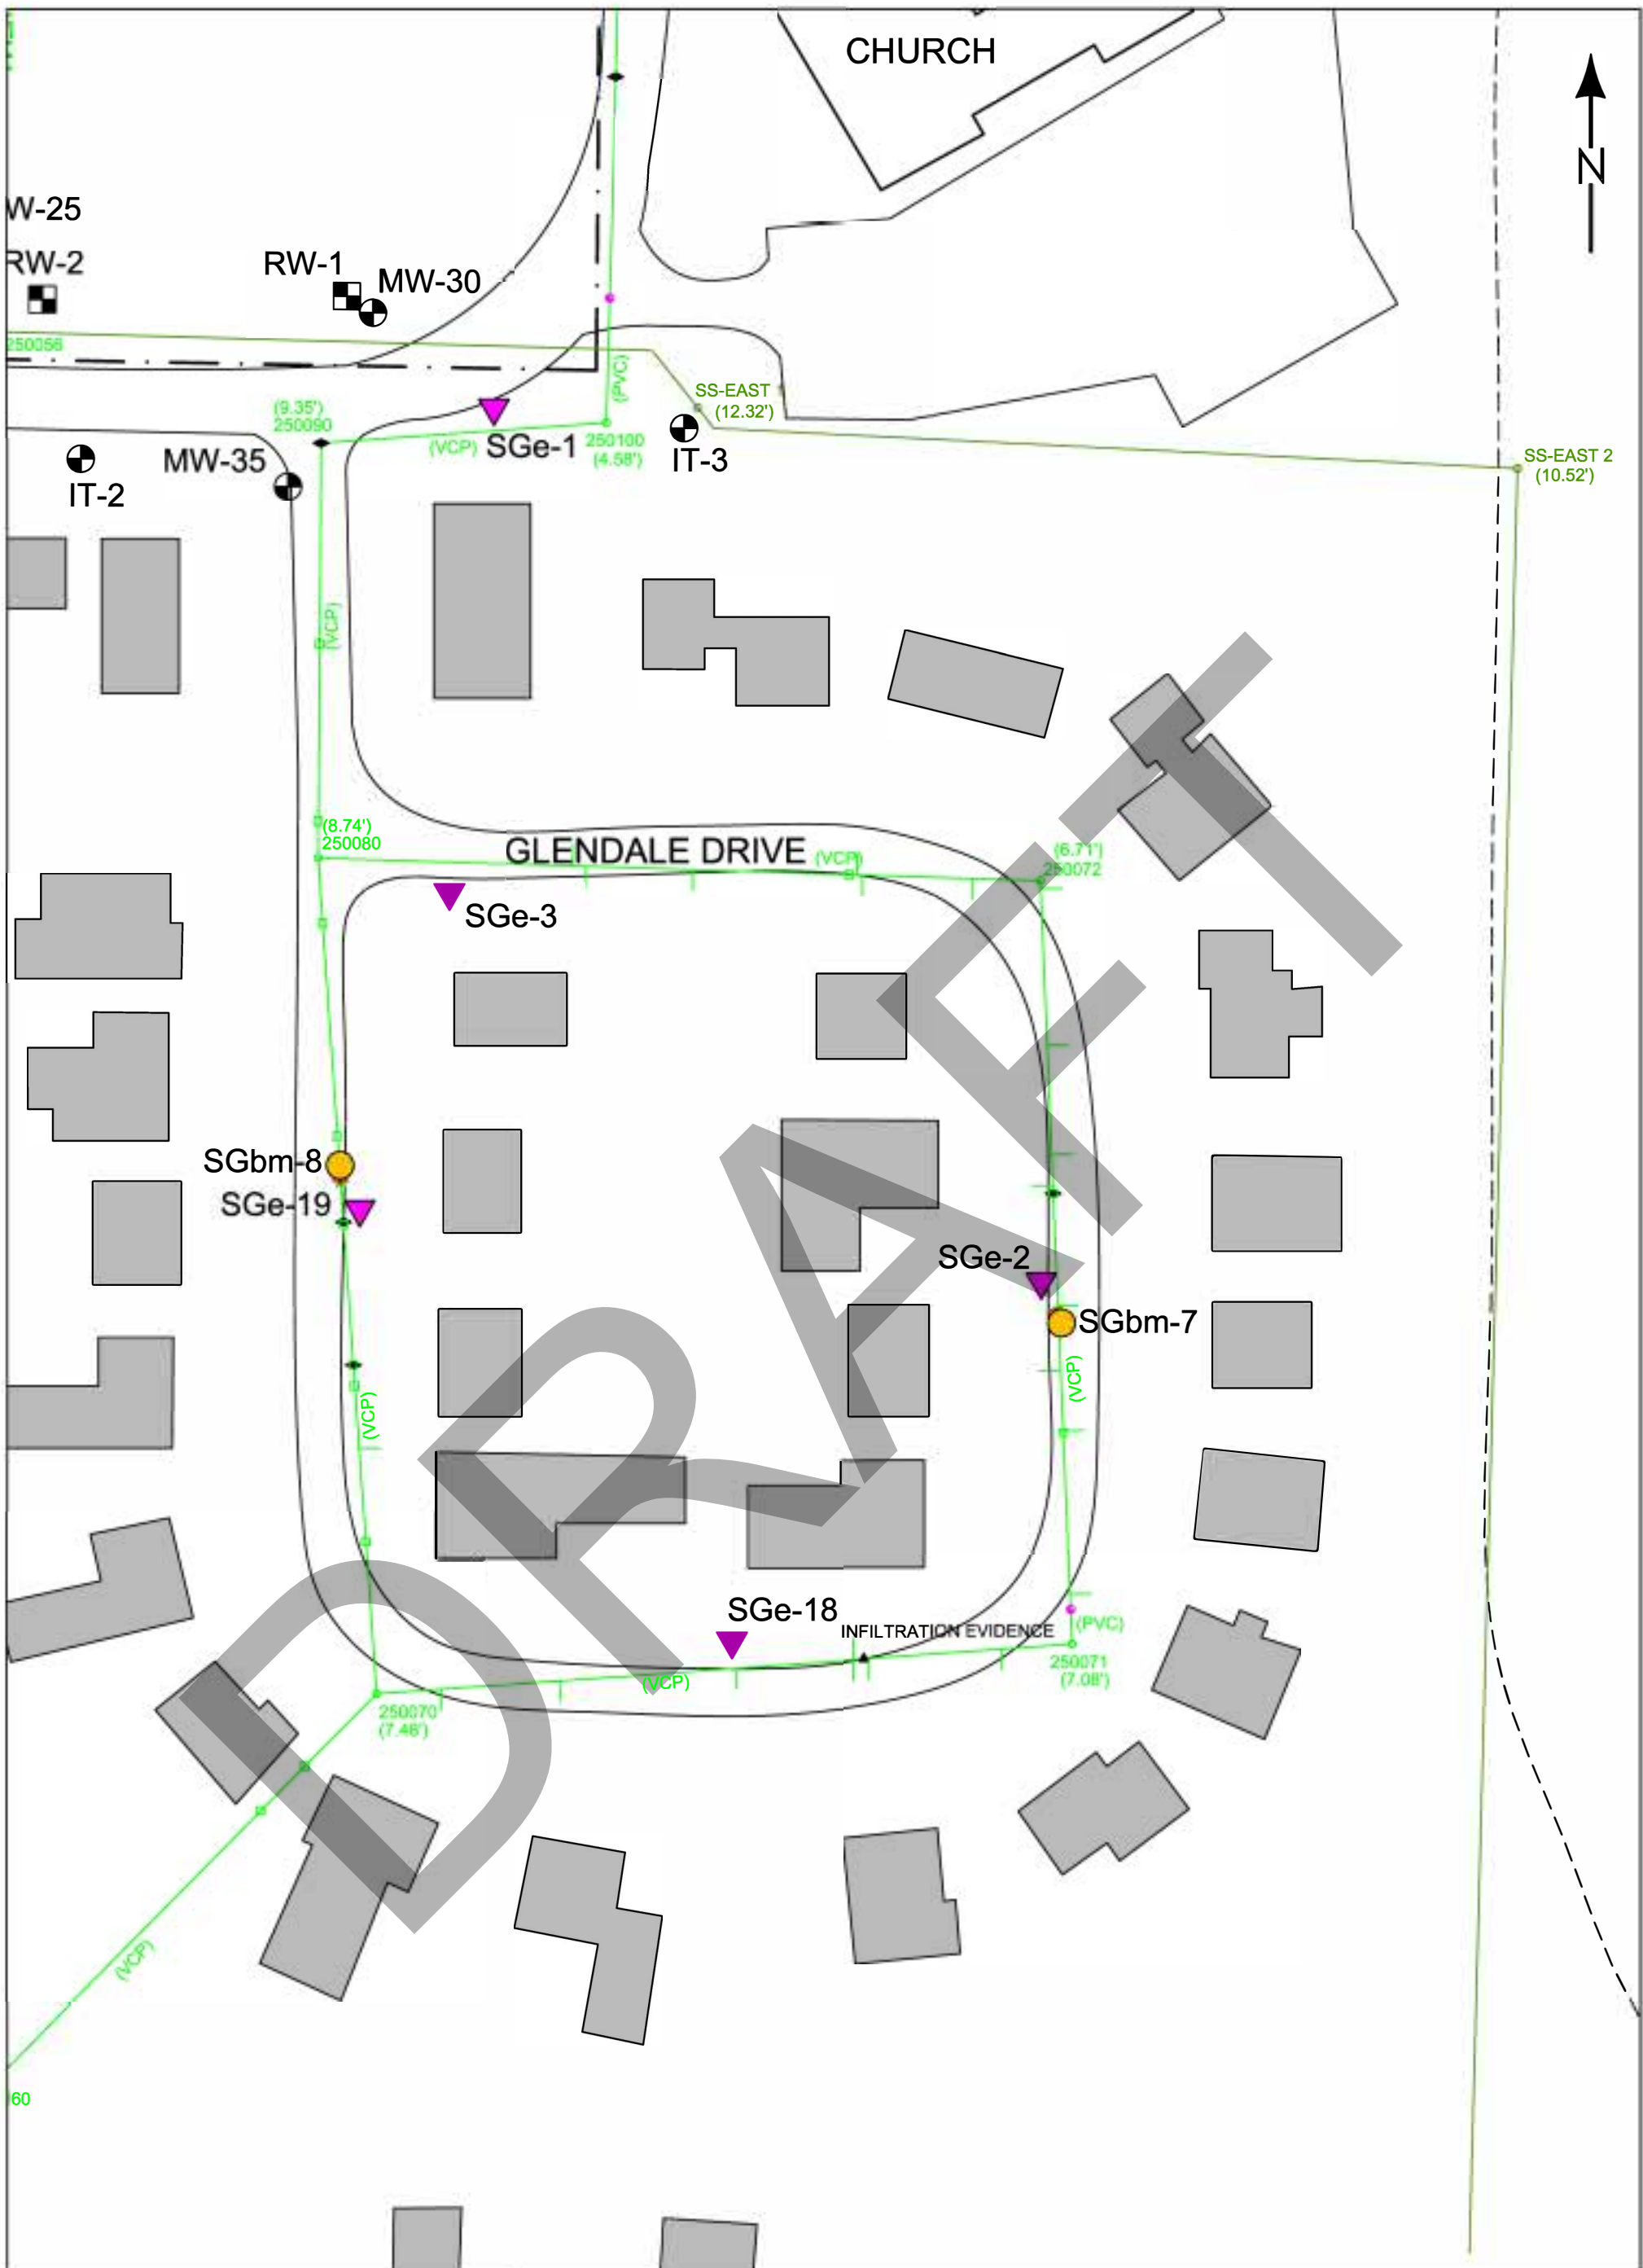 CHURCH
N
W-25
RW-2
RW-1
MW-30
250056
(PVC)
SS-EAST
(12.32')
(9.35')
250090
(VCP)
SGe-1
250100
(4.58')
IT-3
MW-35
IT-2
SS-EAST 2
(10.52')
(VCP)
(8.74')
250080
GLENDALE DRIVE
(VCP)
(6.71')
250072
SGe-3
SGbm-8
SGe-19
SGe-2
SGbm-7
(VCP)
(VCP)
SGe-18
INFILTRATION EVIDENCE
(PVC)
250071
(7.08')
(VCP)
250070
(7.46')
(VCP)
60
DRAFT